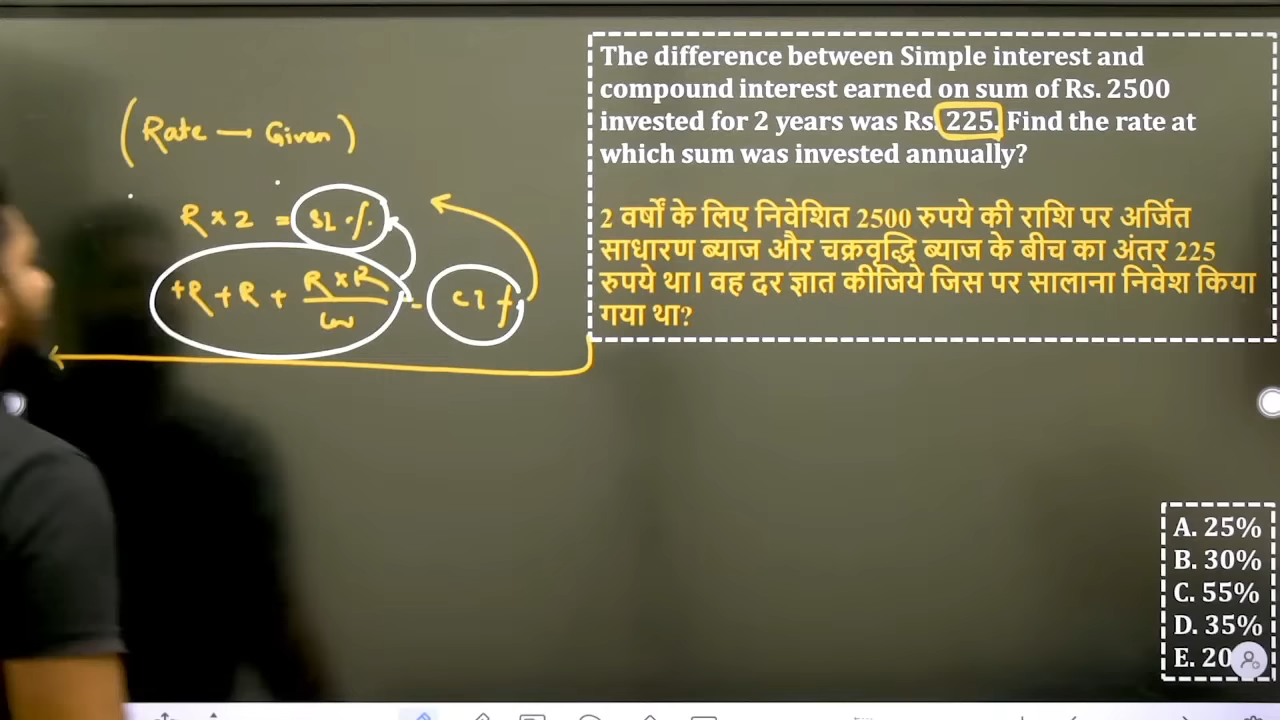 (Rate → Given)
R × 2 = SI %
+R + R + R × R / 100 = CI %
The difference between Simple interest and
compound interest earned on sum of Rs. 2500
invested for 2 years was Rs. 225. Find the rate at
which sum was invested annually?
2 वर्षों के लिए निवेशित 2500 रुपये की राशि पर अर्जित
साधारण ब्याज और चक्रवृद्धि ब्याज के बीच का अंतर 225
रुपये था। वह दर ज्ञात कीजिये जिस पर सालाना निवेश किया
गया था?
A. 25%
B. 30%
C. 55%
D. 35%
E. 20